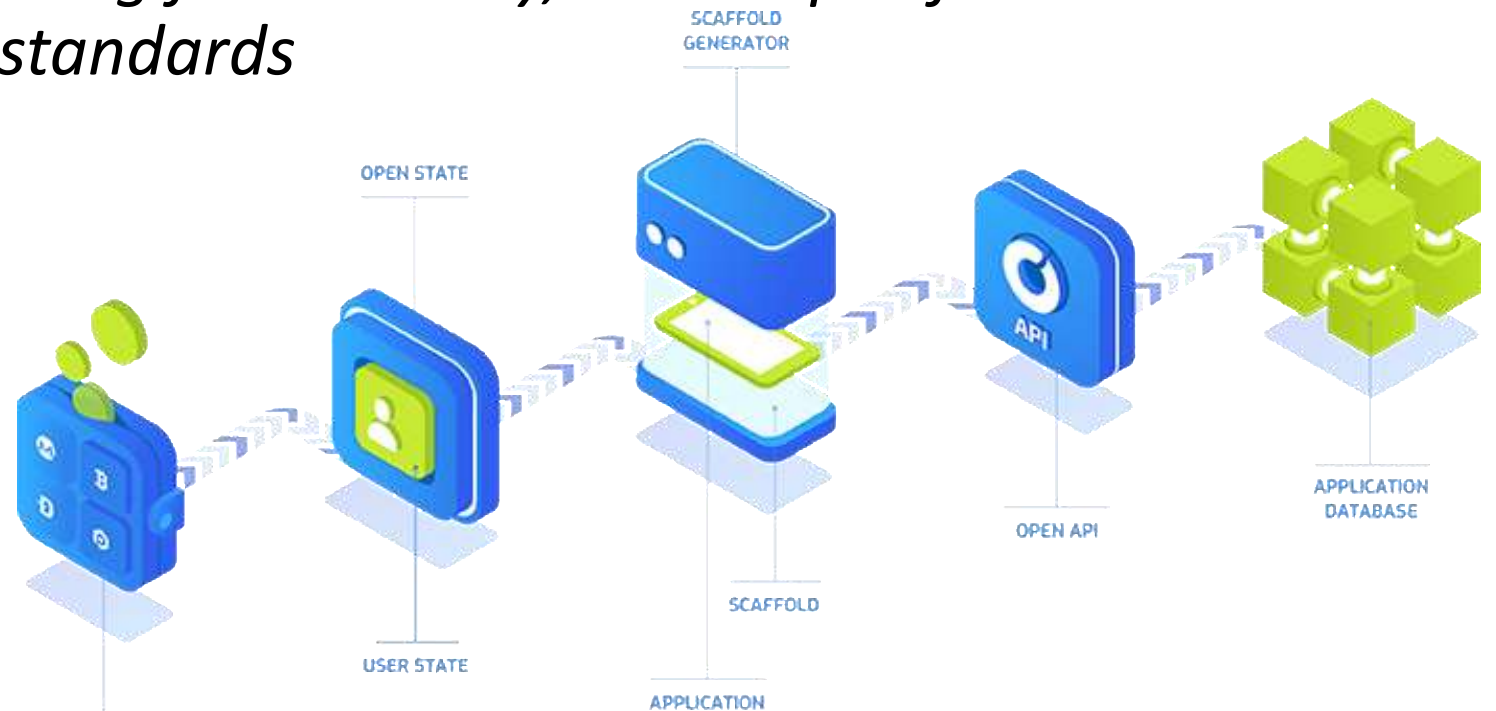 standards
SCAFFOLD
GENERATOR
OPEN STATE
API
APPLICATION
DATABASE
OPEN API
SCAFFOLD
USER STATE
APPLICATION